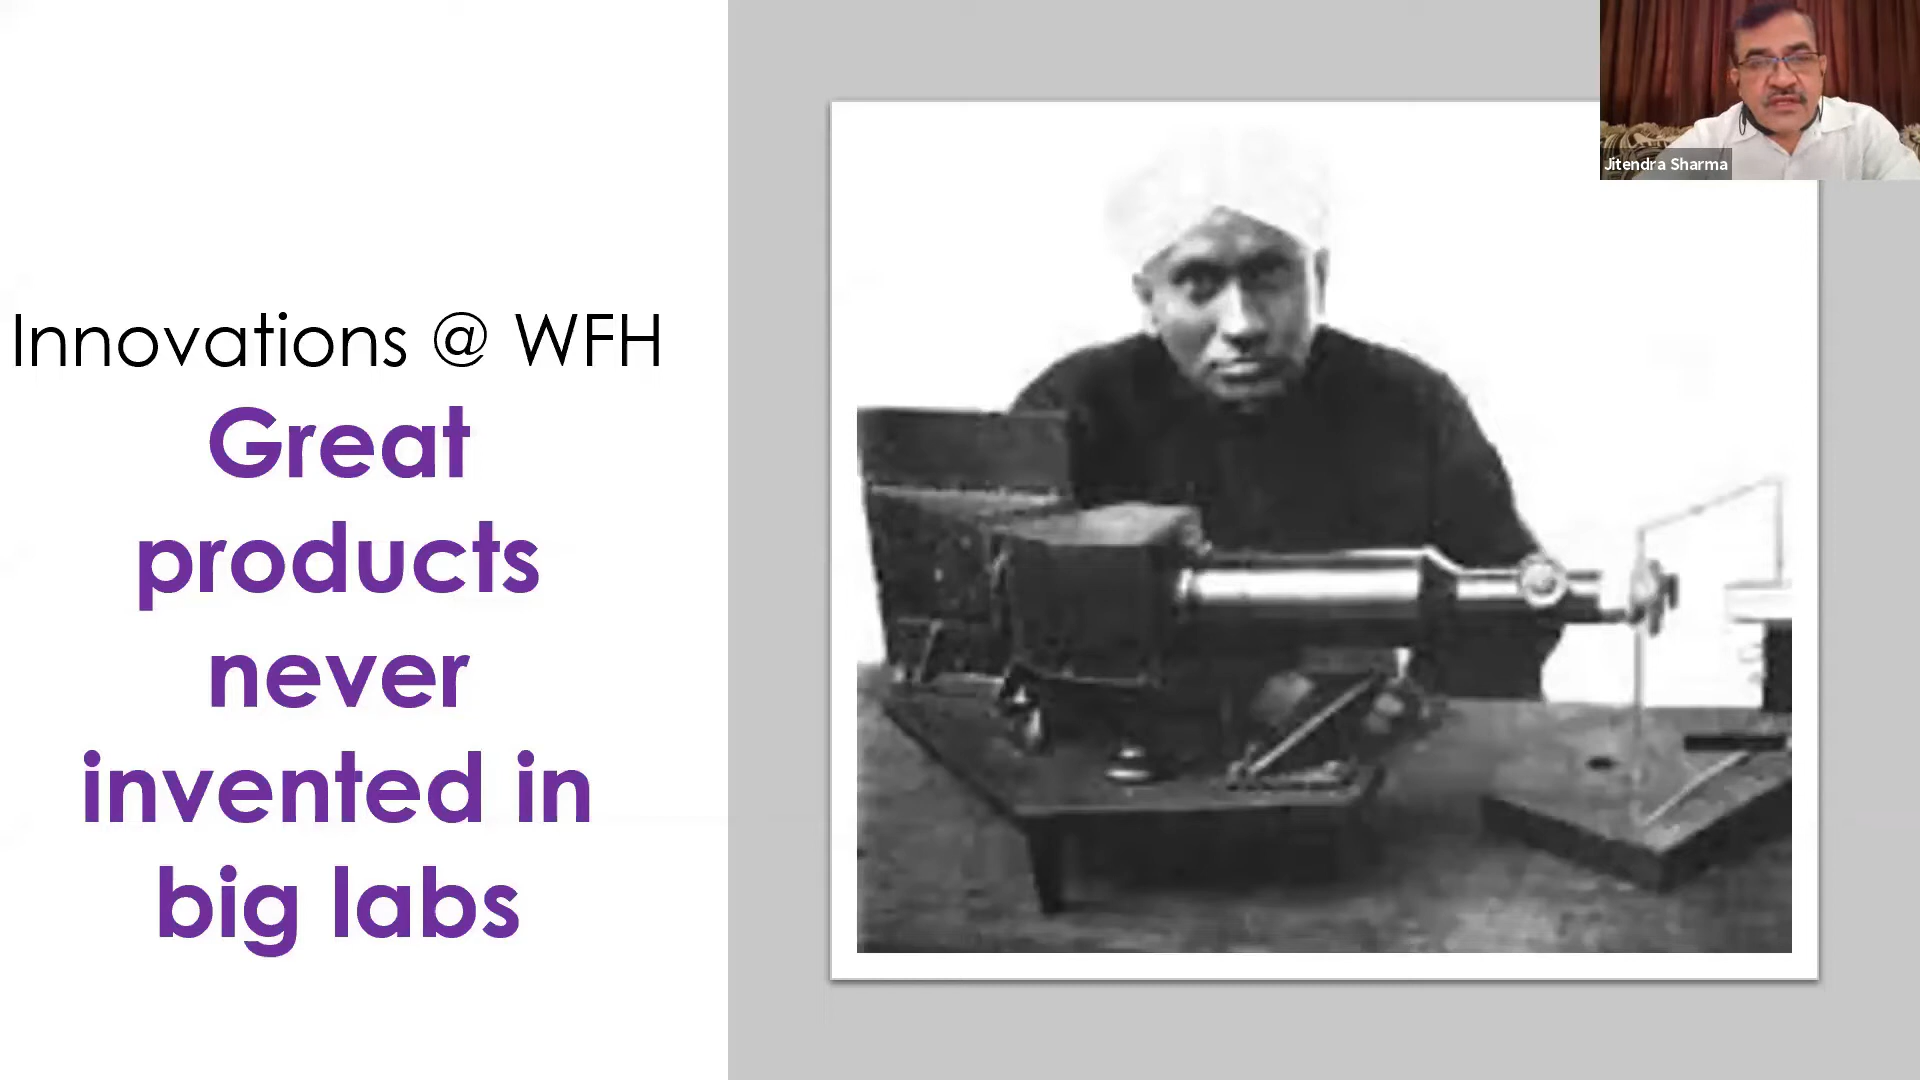 Innovations @ WFH
Great
products
never
invented in
big labs
Jitendra Sharma